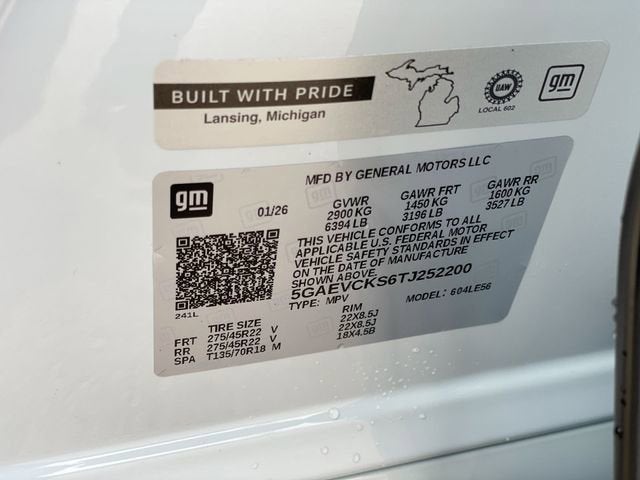 BUILT WITH PRIDE
Lansing, Michigan
UAW
LOCAL 602
gm
MFD BY GENERAL MOTORS LLC
gm
01/26
GVWR GAWR FRT GAWR RR
2900 KG 1450 KG 1600 KG
6394 LB 3196 LB 3527 LB
THIS VEHICLE CONFORMS TO ALL
APPLICABLE U.S. FEDERAL MOTOR
VEHICLE SAFETY STANDARDS IN EFFECT
ON THE DATE OF MANUFACTURE
SHOWN ABOVE.
5GAEVCKS6TJ252200
TYPE: MPV MODEL: 604LE56
241L
TIRE SIZE RIM
FRT 275/45R22 V 22X8.5J
RR 275/45R22 V 22X8.5J
SPA T135/70R18 M 18X4.5B